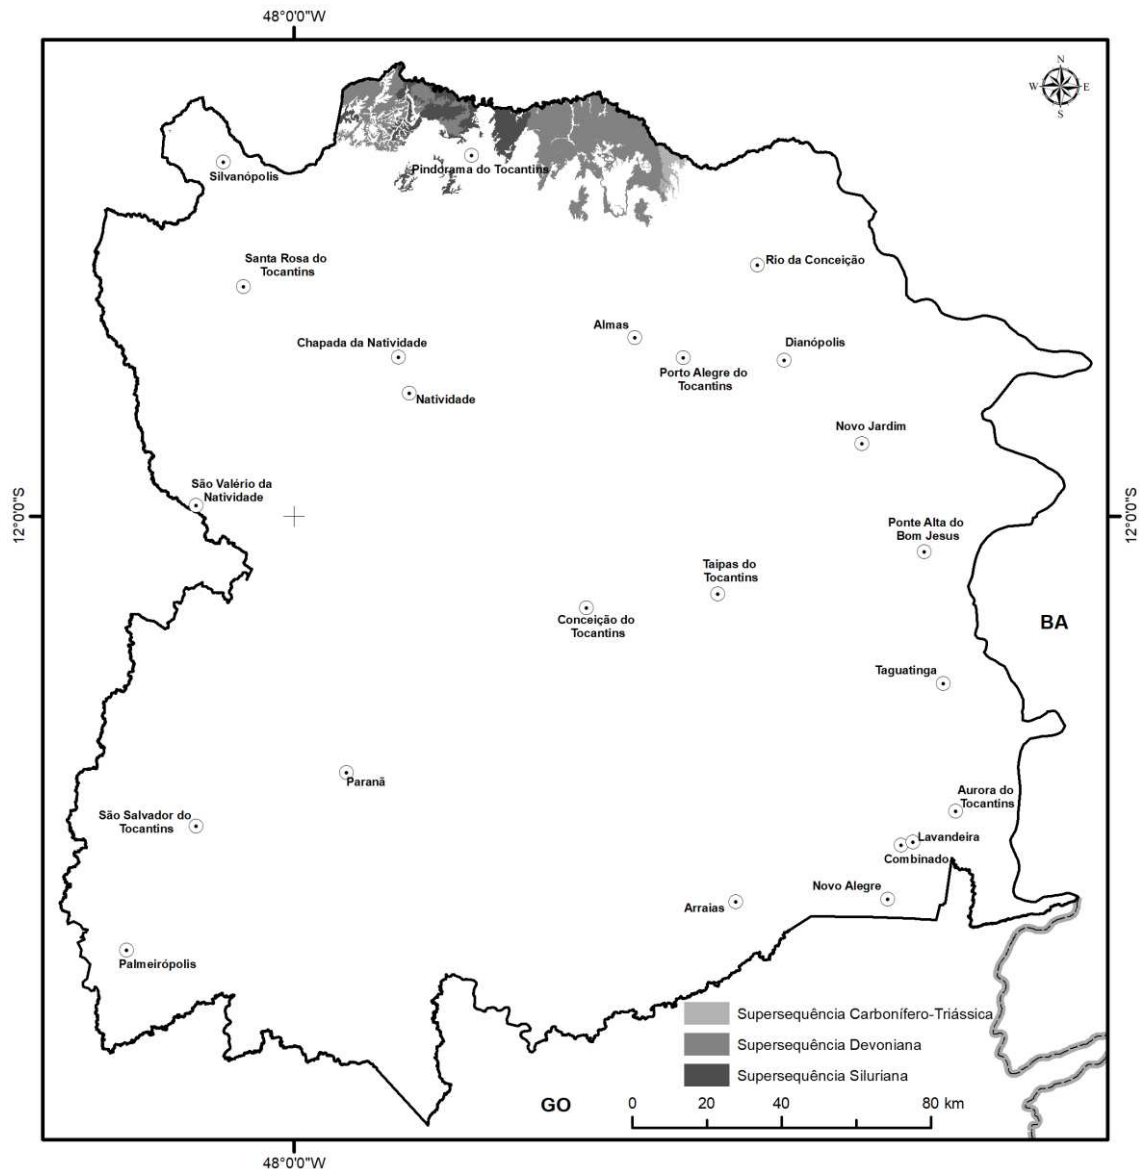 48°0'0"W
N
W
E
S
Silvanópolis
Pindorama do Tocantins
Santa Rosa do
Tocantins
Rio da Conceição
Almas
Chapada da Natividade
Dianópolis
Porto Alegre do
Tocantins
Natividade
Novo Jardim
São Valério da
Natividade
12°0'0"S
12°0'0"S
Ponte Alta do
Bom Jesus
Taipas do
Tocantins
Conceição do
Tocantins
BA
Taguatinga
Paranã
Aurora do
Tocantins
São Salvador do
Tocantins
Lavandeira
Combinado
Novo Alegre
Arraias
Palmeirópolis
Supersequência Carbonífero-Triássica
Supersequência Devoniana
Supersequência Siluriana
GO
0 20 40 80 km
48°0'0"W